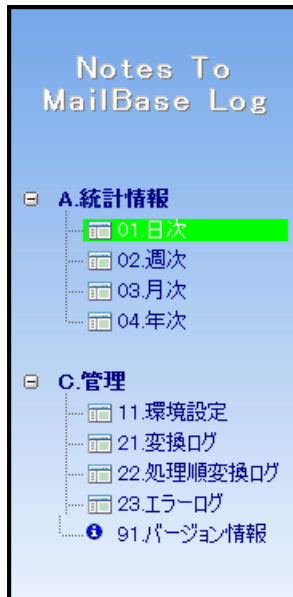 Notes To
MailBase Log
A.統計情報
01.日次
02.週次
03.月次
04.年次
C.管理
11.環境設定
21.変換ログ
22.処理順変換ログ
23.エラーログ
91.バージョン情報